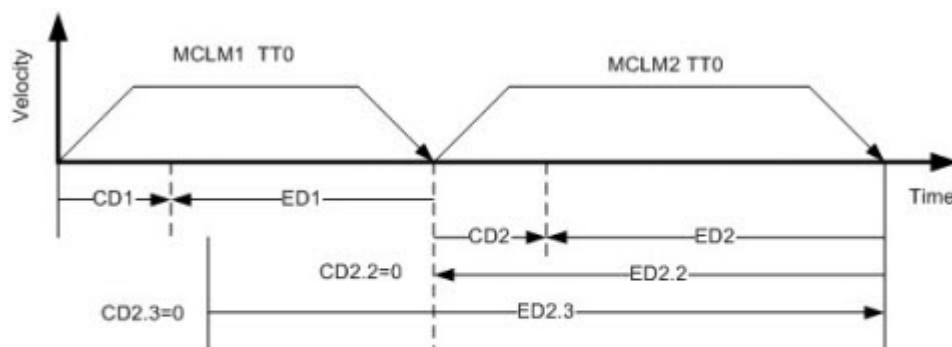 Velocity
MCLM1 TT0
MCLM2 TT0
Time
CD1
ED1
CD2
ED2
CD2.2=0
ED2.2
CD2.3=0
ED2.3